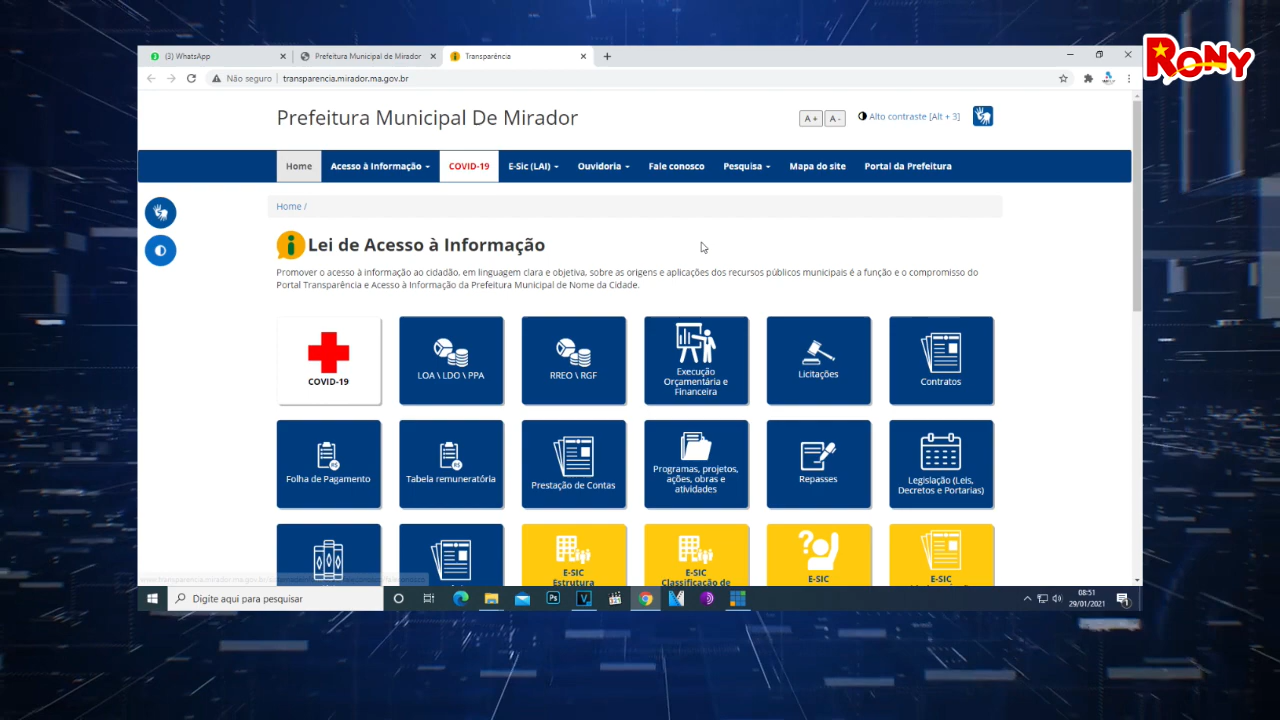 RONY
(3) WhatsApp
Prefeitura Municipal de Mirador
Transparência
Não seguro
transparencia.mirador.ma.gov.br
Prefeitura Municipal De Mirador
A +
A -
Alto contraste [Alt + 3]
Home
Acesso à Informação
COVID-19
E-Sic (LAI)
Ouvidoria
Fale conosco
Pesquisa
Mapa do site
Portal da Prefeitura
Home /
Lei de Acesso à Informação
Promover o acesso à informação ao cidadão, em linguagem clara e objetiva, sobre as origens e aplicações dos recursos públicos municipais é a função e o compromisso do
Portal Transparência e Acesso à Informação da Prefeitura Municipal de Nome da Cidade.
COVID-19
LOA \ LDO \ PPA
RREO \ RGF
Execução
Orçamentária e
Financeira
Licitações
Contratos
Folha de Pagamento
Tabela remuneratória
Prestação de Contas
Programas, projetos,
ações, obras e
atividades
Repasses
Legislação (Leis,
Decretos e Portarias)
E-SIC
Estrutura
E-SIC
Classificação de
E-SIC
E-SIC
Digite aqui para pesquisar
Ps
V
08:51
29/01/2021
1